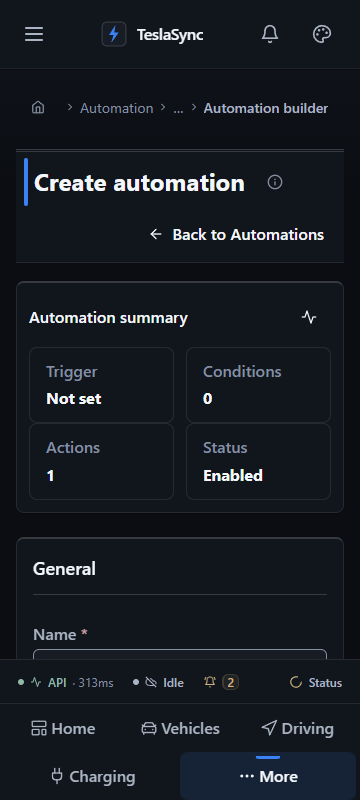 TeslaSync
Automation
...
Automation builder
Create automation
Back to Automations
Automation summary
Trigger
Not set
Conditions
0
Actions
1
Status
Enabled
General
Name *
API · 313ms
Idle
2
Status
Home
Vehicles
Driving
Charging
More